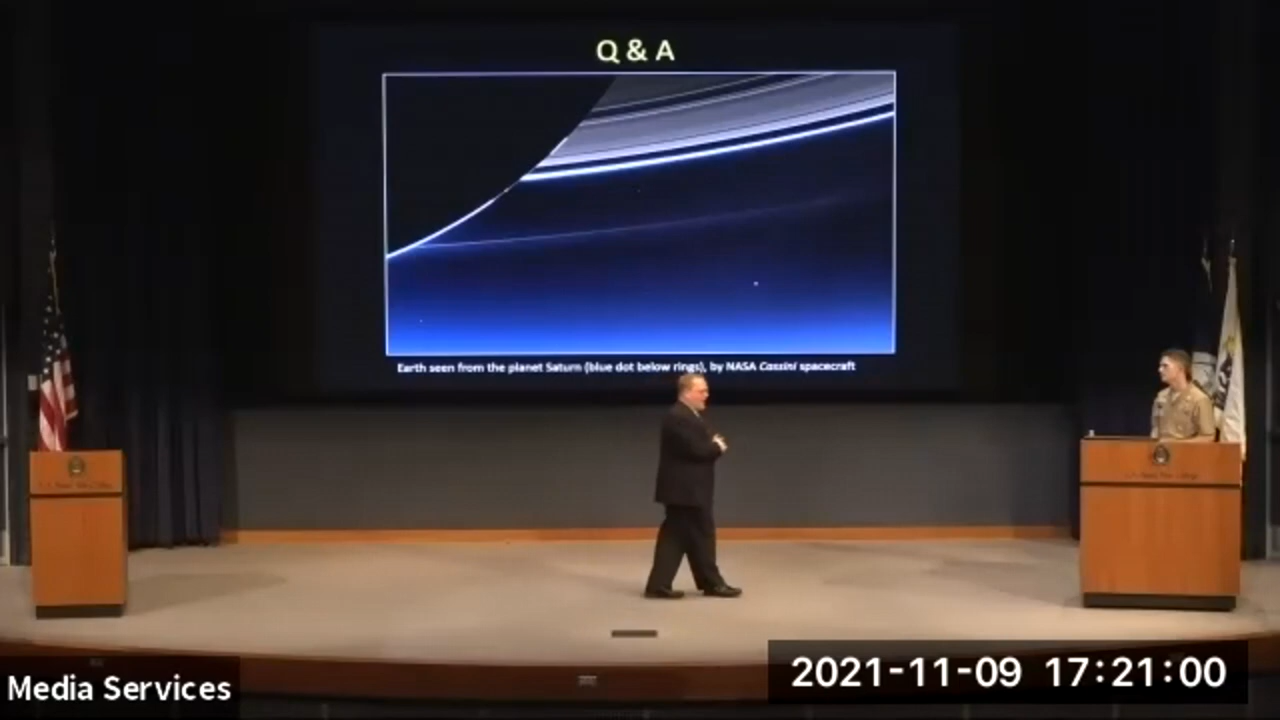 Q & A
Earth seen from the planet Saturn (blue dot below rings), by NASA Cassini spacecraft
Media Services
2021-11-09 17:21:00